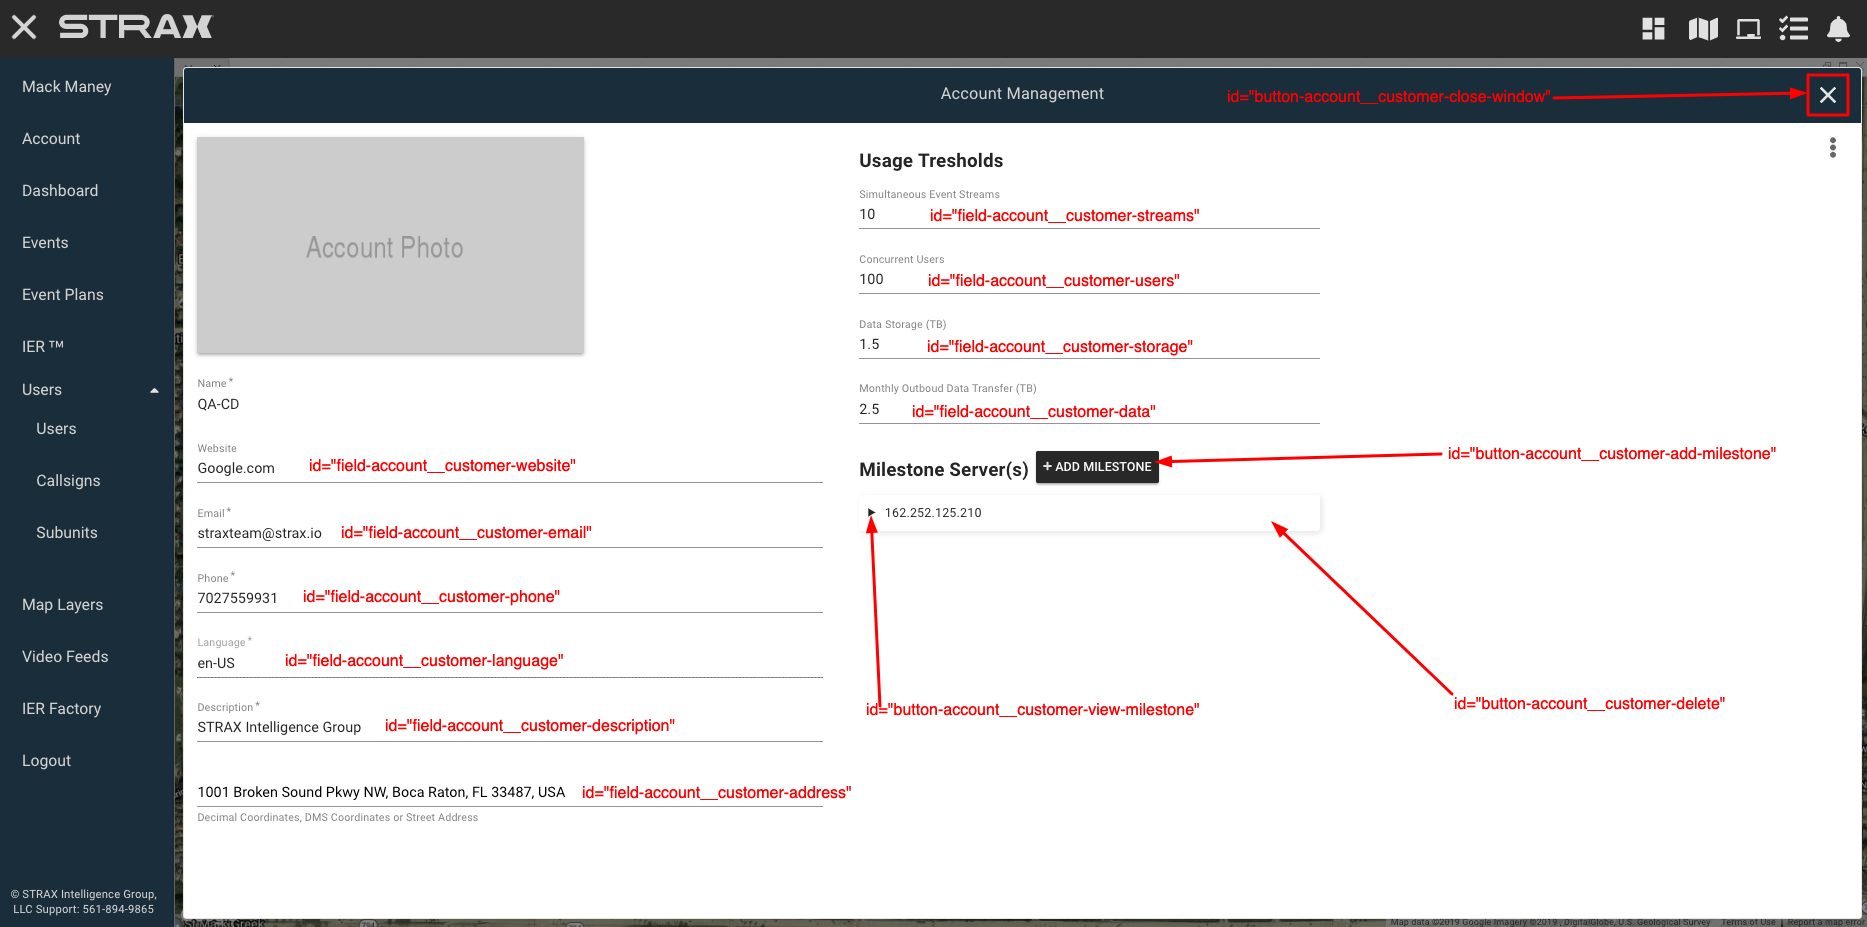 STRAX
Mack Maney
Account
Dashboard
Events
Event Plans
IER ™
Users
Users
Callsigns
Subunits
Map Layers
Video Feeds
IER Factory
Logout
© STRAX Intelligence Group,
LLC Support: 561-894-9865
Account Management
id="button-account__customer-close-window"
Account Photo
Name *
QA-CD
Website
Google.com id="field-account__customer-website"
Email *
straxteam@strax.io id="field-account__customer-email"
Phone *
7027559931 id="field-account__customer-phone"
Language *
en-US id="field-account__customer-language"
Description *
STRAX Intelligence Group id="field-account__customer-description"
1001 Broken Sound Pkwy NW, Boca Raton, FL 33487, USA id="field-account__customer-address"
Decimal Coordinates, DMS Coordinates or Street Address
Usage Tresholds
Simultaneous Event Streams
10 id="field-account__customer-streams"
Concurrent Users
100 id="field-account__customer-users"
Data Storage (TB)
1.5 id="field-account__customer-storage"
Monthly Outboud Data Transfer (TB)
2.5 id="field-account__customer-data"
Milestone Server(s) + ADD MILESTONE id="button-account__customer-add-milestone"
162.252.125.210
id="button-account__customer-view-milestone"
id="button-account__customer-delete"
Map data ©2019 Google Imagery ©2019 , DigitalGlobe, U.S. Geological Survey Terms of Use Report a map error